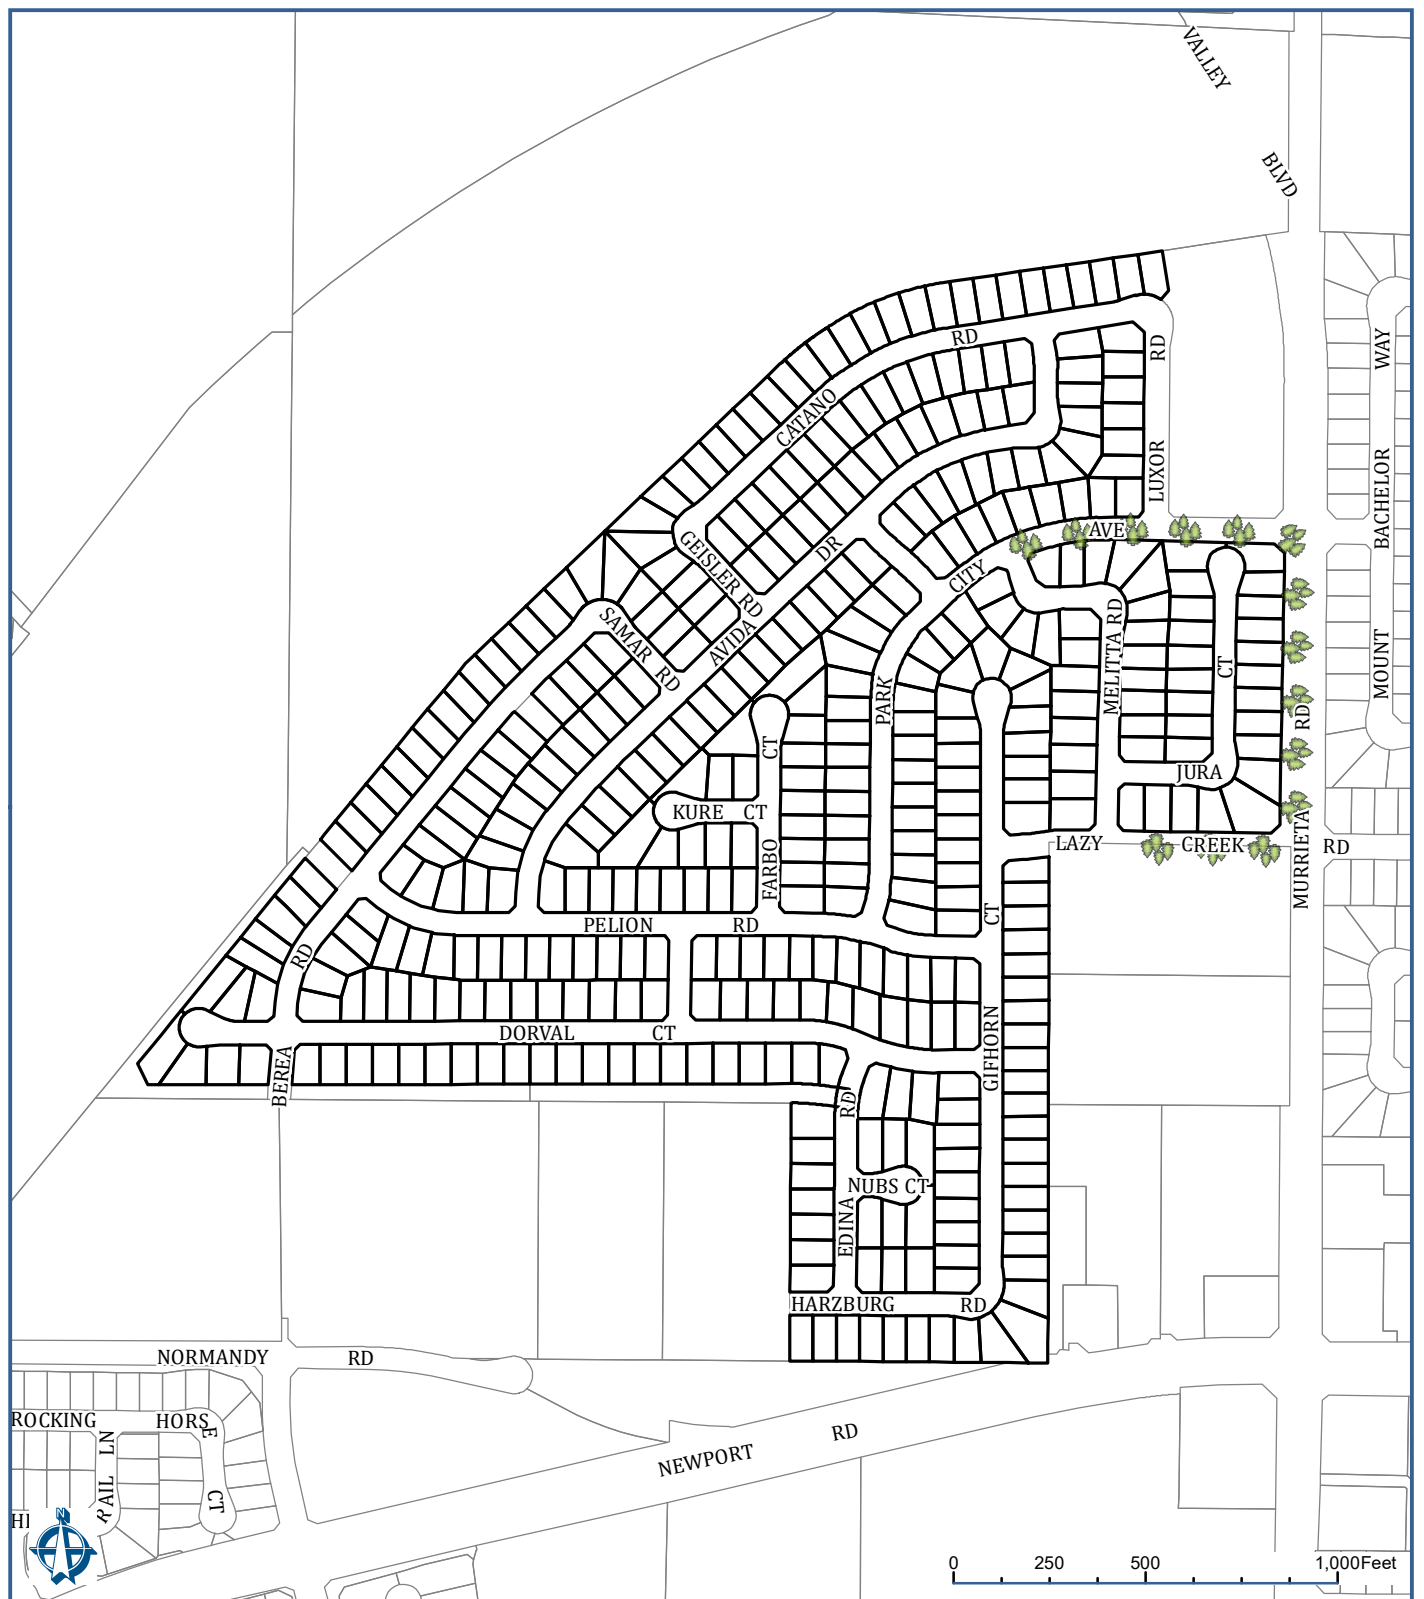 VALLEY
BLVD
RD
RD
WAY
CATANO
LUXOR
BACHELOR
AVE
GEISLER RD
DR
CITY
SAMAR RD
AVIDA
MELITTA RD
CT
MOUNT
PARK
RD
CT
JURA
KURE CT
LAZY
CREEK
RD
MURRIETA
FARBO
CT
PELION
RD
RD
DORVAL
CT
GIFHORN
BEREA
RD
NUBS CT
EDINA
HARZBURG
RD
NORMANDY
RD
ROCKING
HORSE
LN
NEWPORT
RD
RAIL
CT
HI
N
0 250 500 1,000Feet